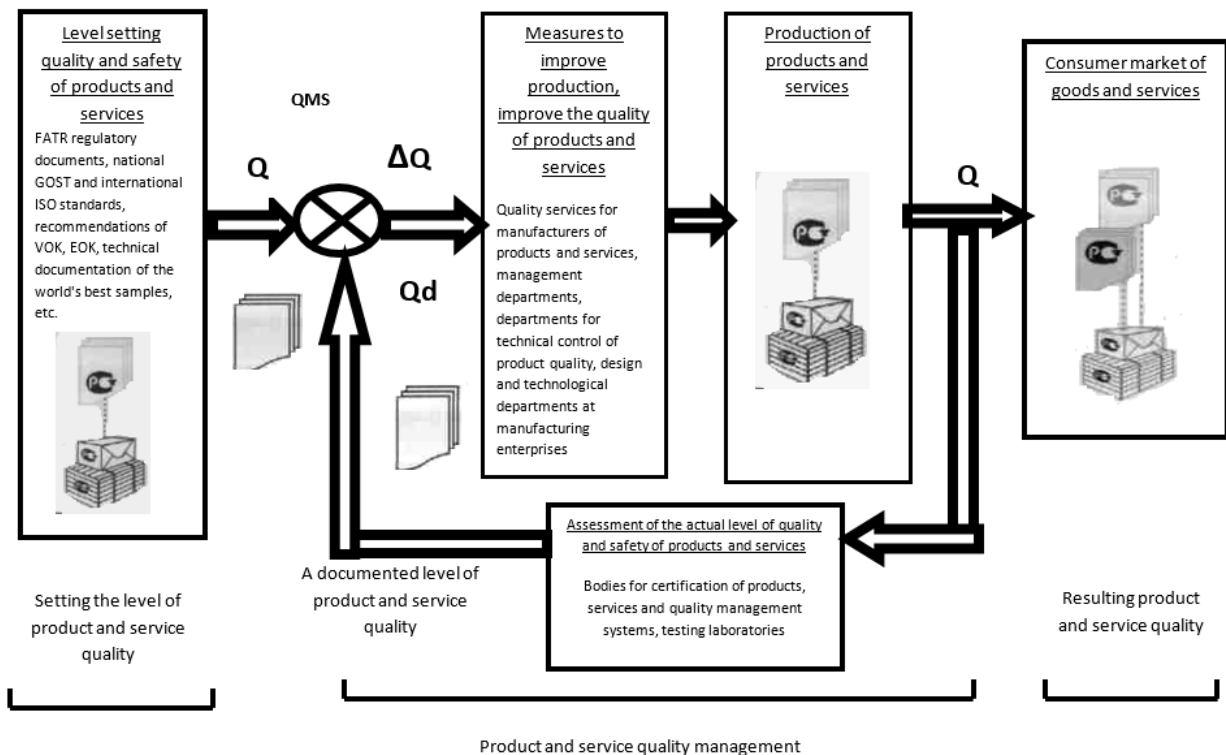 Level setting
quality and safety
of products and
services
FATR regulatory
documents, national
GOST and international
ISO standards,
recommendations of
VOK, EOK, technical
documentation of the
world's best samples,
etc.
QMS
Q
ΔQ
Qd
Measures to
improve
production,
improve the quality
of products and
services
Quality services for
manufacturers of
products and services,
management
departments,
departments for
technical control of
product quality, design
and technological
departments at
manufacturing
enterprises
Production of
products and
services
Q
Consumer market of
goods and services
Assessment of the actual level of quality
and safety of products and services
Bodies for certification of products,
services and quality management
systems, testing laboratories
Setting the level of
product and service
quality
A documented level of
product and service
quality
Resulting product
and service quality
Product and service quality management